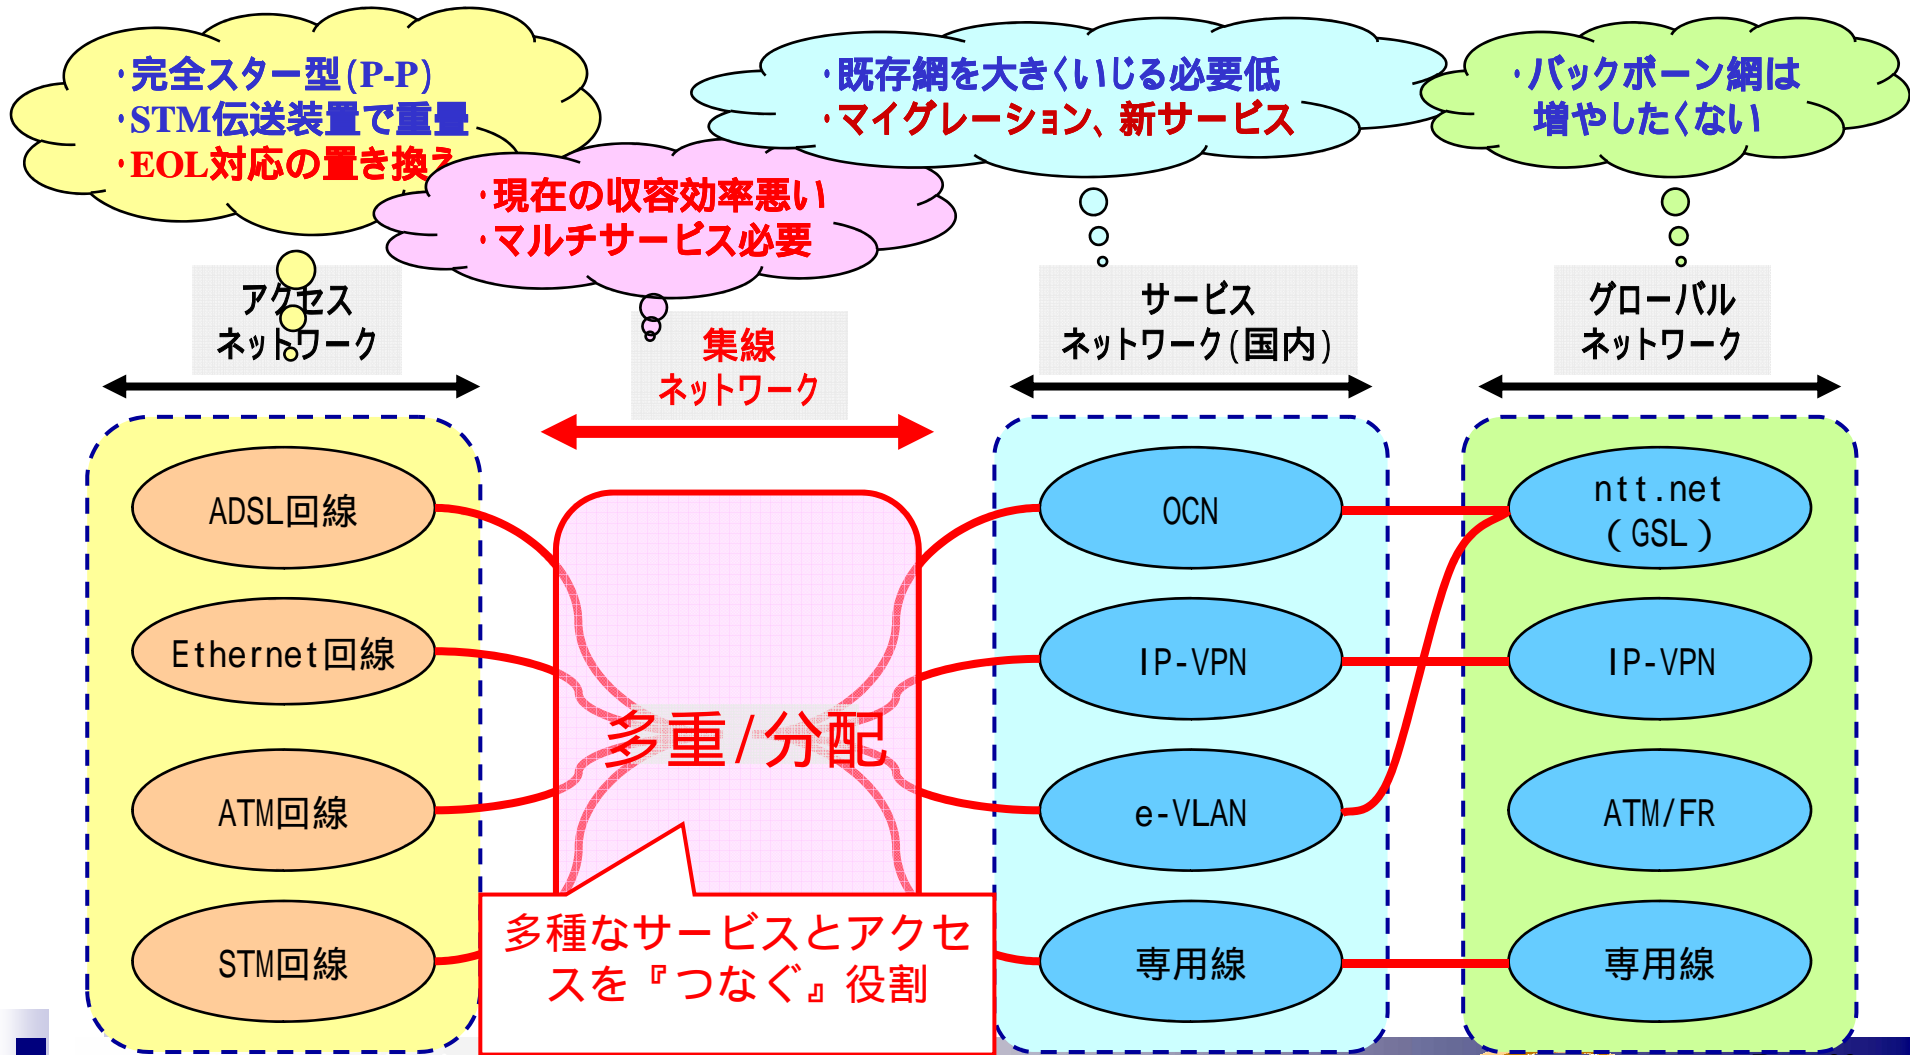 ・完全スター型(P-P)
・STM伝送装置で重畳
・EOL対応の置き換え
・現在の収容効率悪い
・マルチサービス必要
・既存網を大きくいじる必要低
・マイグレーション、新サービス
・バックボーン網は
増やしたくない
アクセス
ネットワーク
集線
ネットワーク
サービス
ネットワーク(国内)
グローバル
ネットワーク
ADSL回線
Ethernet回線
ATM回線
STM回線
多重/分配
多種なサービスとアクセ
スを『つなぐ』役割
OCN
IP-VPN
e-VLAN
専用線
ntt.net
(GSL)
IP-VPN
ATM/FR
専用線